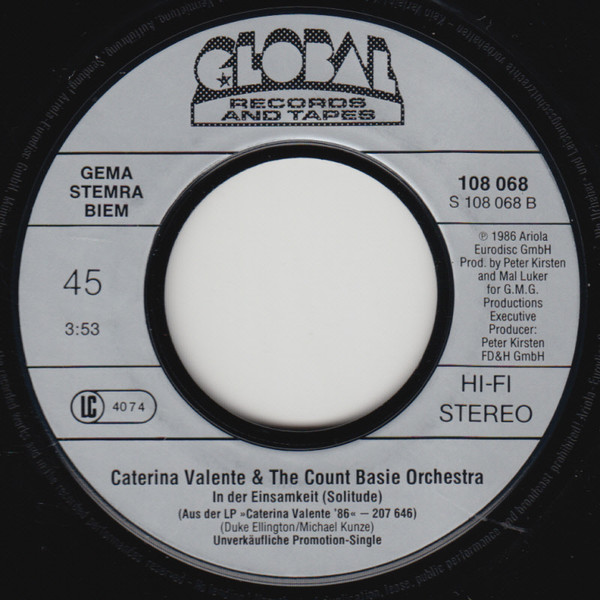 GLOBAL
RECORDS
AND TAPES
GEMA
STEMRA
BIEM
108 068
S 108 068 B
45
3:53
℗ 1986 Ariola
Eurodisc GmbH
Prod. by Peter Kirsten
and Mal Luker
for G.M.G.
Productions
Executive
Producer:
Peter Kirsten
FD&H GmbH
LC 4074
HI-FI
STEREO
Caterina Valente & The Count Basie Orchestra
In der Einsamkeit (Solitude)
(Aus der LP »Caterina Valente '86« – 207 646)
(Duke Ellington/Michael Kunze)
Unverkäufliche Promotion-Single